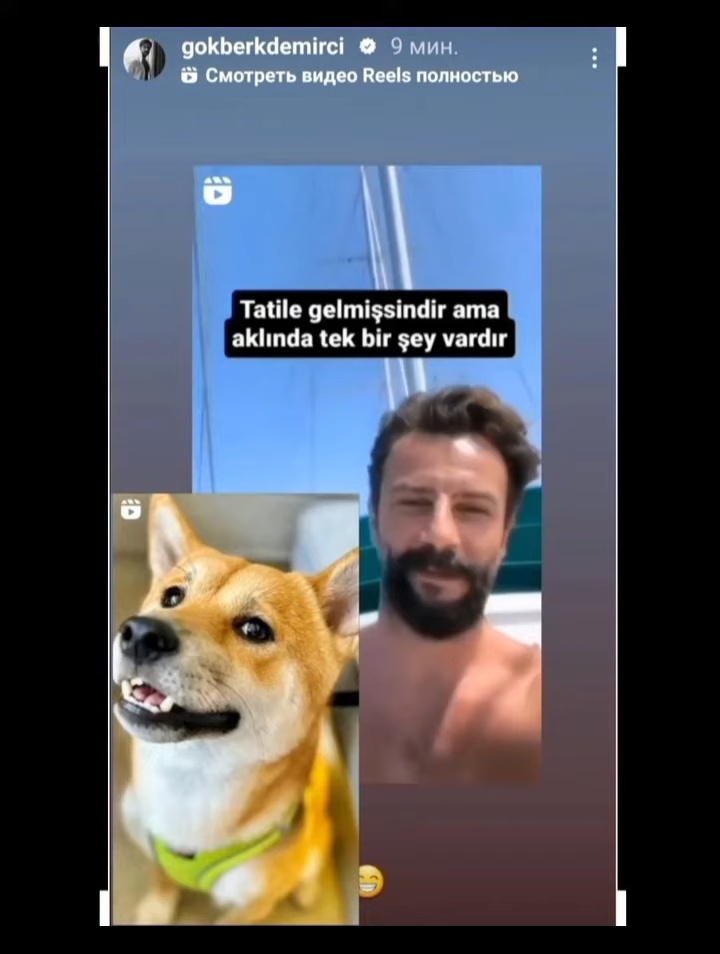 gokberkdemirci 9 мин.
Смотреть видео Reels полностью
Tatile gelmişsindir ama
aklında tek bir şey vardır